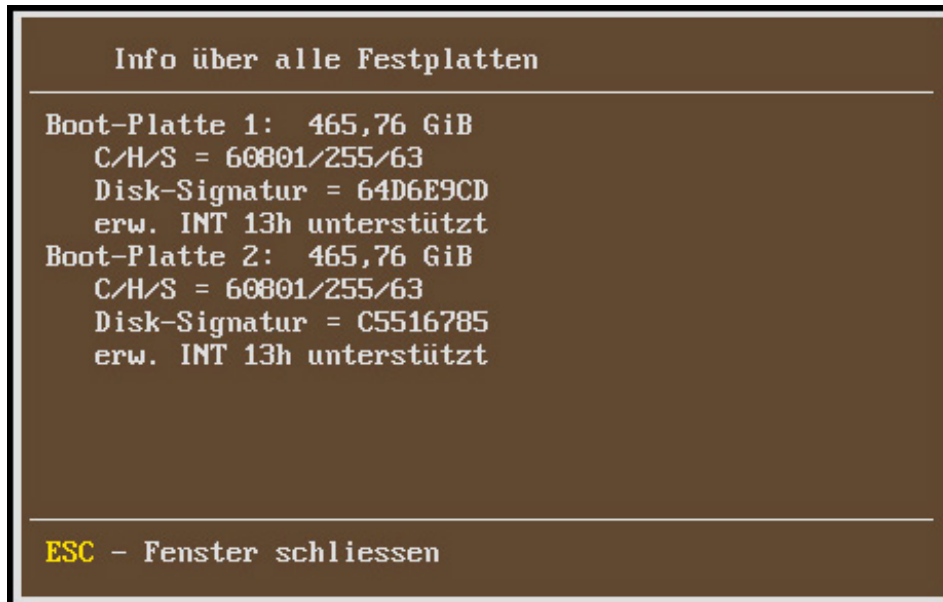 Info über alle Festplatten
Boot-Platte 1: 465,76 GiB
C/H/S = 60801/255/63
Disk-Signatur = 64D6E9CD
erw. INT 13h unterstützt
Boot-Platte 2: 465,76 GiB
C/H/S = 60801/255/63
Disk-Signatur = C5516785
erw. INT 13h unterstützt
ESC - Fenster schliessen